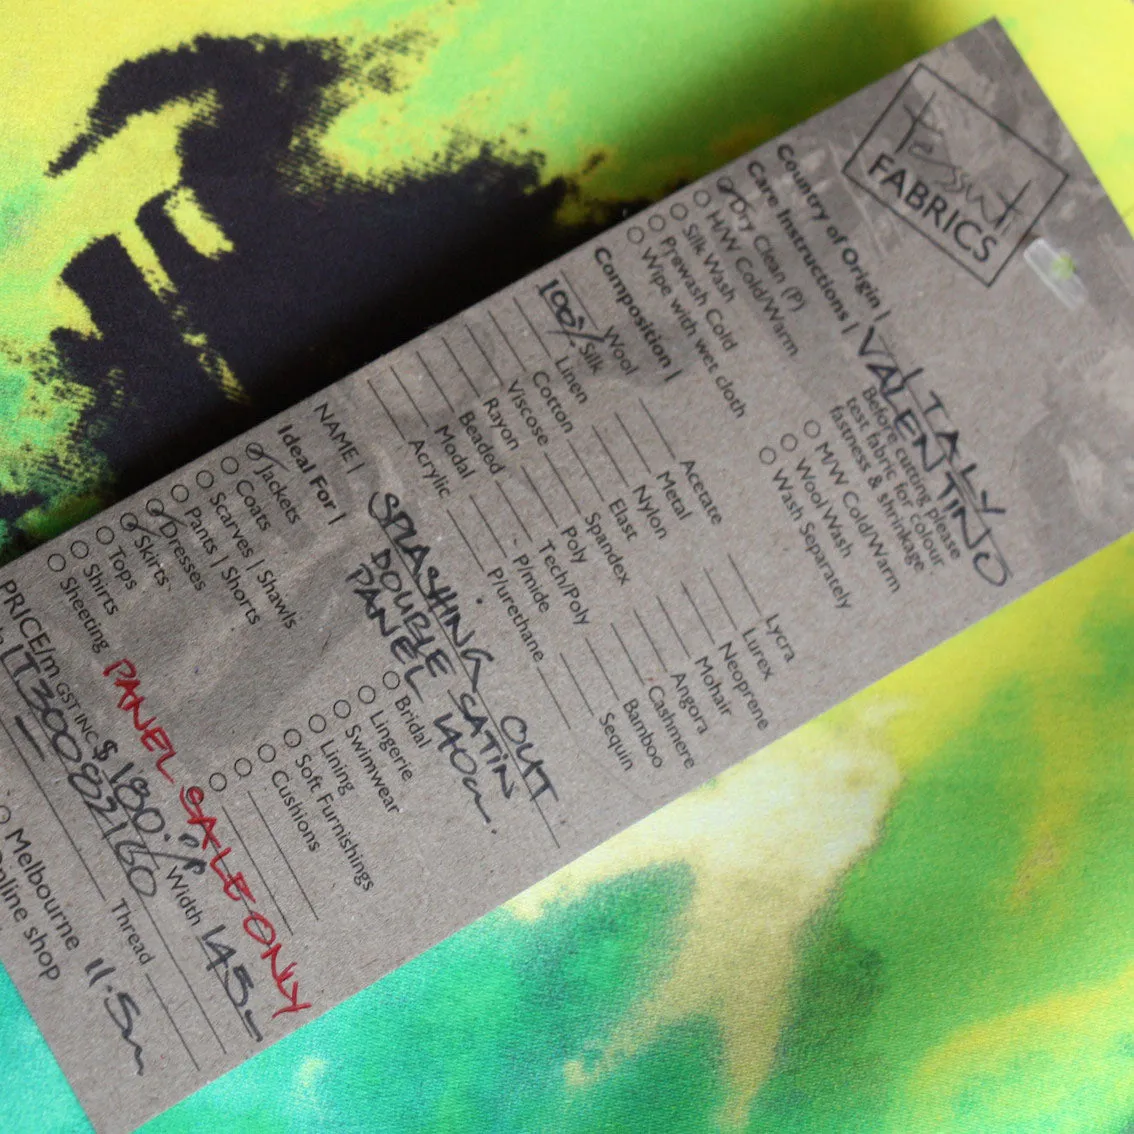 Tessuti
FABRICS
Country of Origin | ITALY
Care Instructions | VALENTINO
Dry Clean (P)
H/W Cold/Warm
Silk Wash
Prewash Cold
Wipe with wet cloth
Before cutting please
test fabric for colour
fastness & shrinkage
M/W Cold/Warm
Wool Wash
Wash Separately
Composition |
Wool
100% Silk
Linen
Cotton
Viscose
Rayon
Beaded
Modal
Acrylic
Acetate
Metal
Nylon
Elast
Spandex
Poly
Tech/Poly
P/mide
P/urethane
Lycra
Lurex
Neoprene
Mohair
Angora
Cashmere
Bamboo
Sequin
NAME | SPLASHING OUT
DOUBLE SATIN
PANEL 140cm
Ideal For |
Jackets
Coats
Scarves | Shawls
Pants | Shorts
Dresses
Skirts
Tops
Shirts
Sheeting
Bridal
Lingerie
Swimwear
Lining
Soft Furnishings
Cushions
PANEL SALE ONLY
PRICE/m GST INC $180.00/P Width 145cm
IT30082160 Thread
Melbourne 11.5m
Online shop